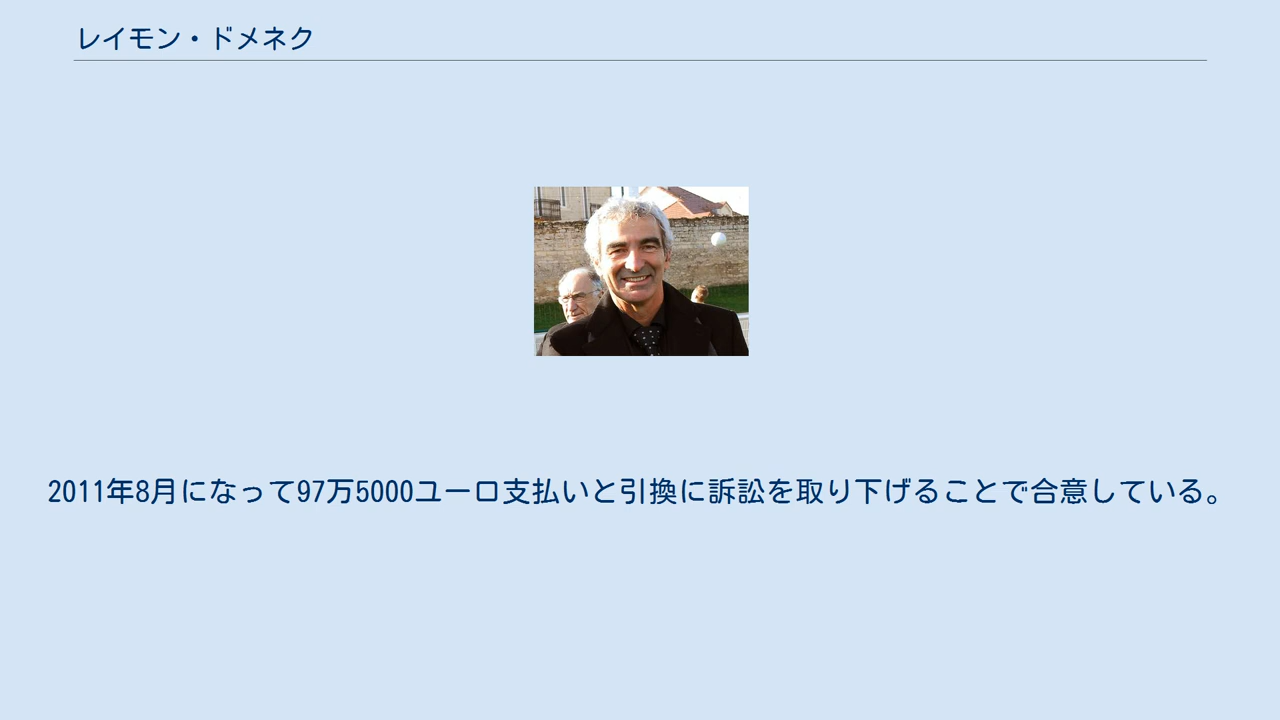 レイモン・ドメネク
2011年8月になって97万5000ユーロ支払いと引換に訴訟を取り下げることで合意している。